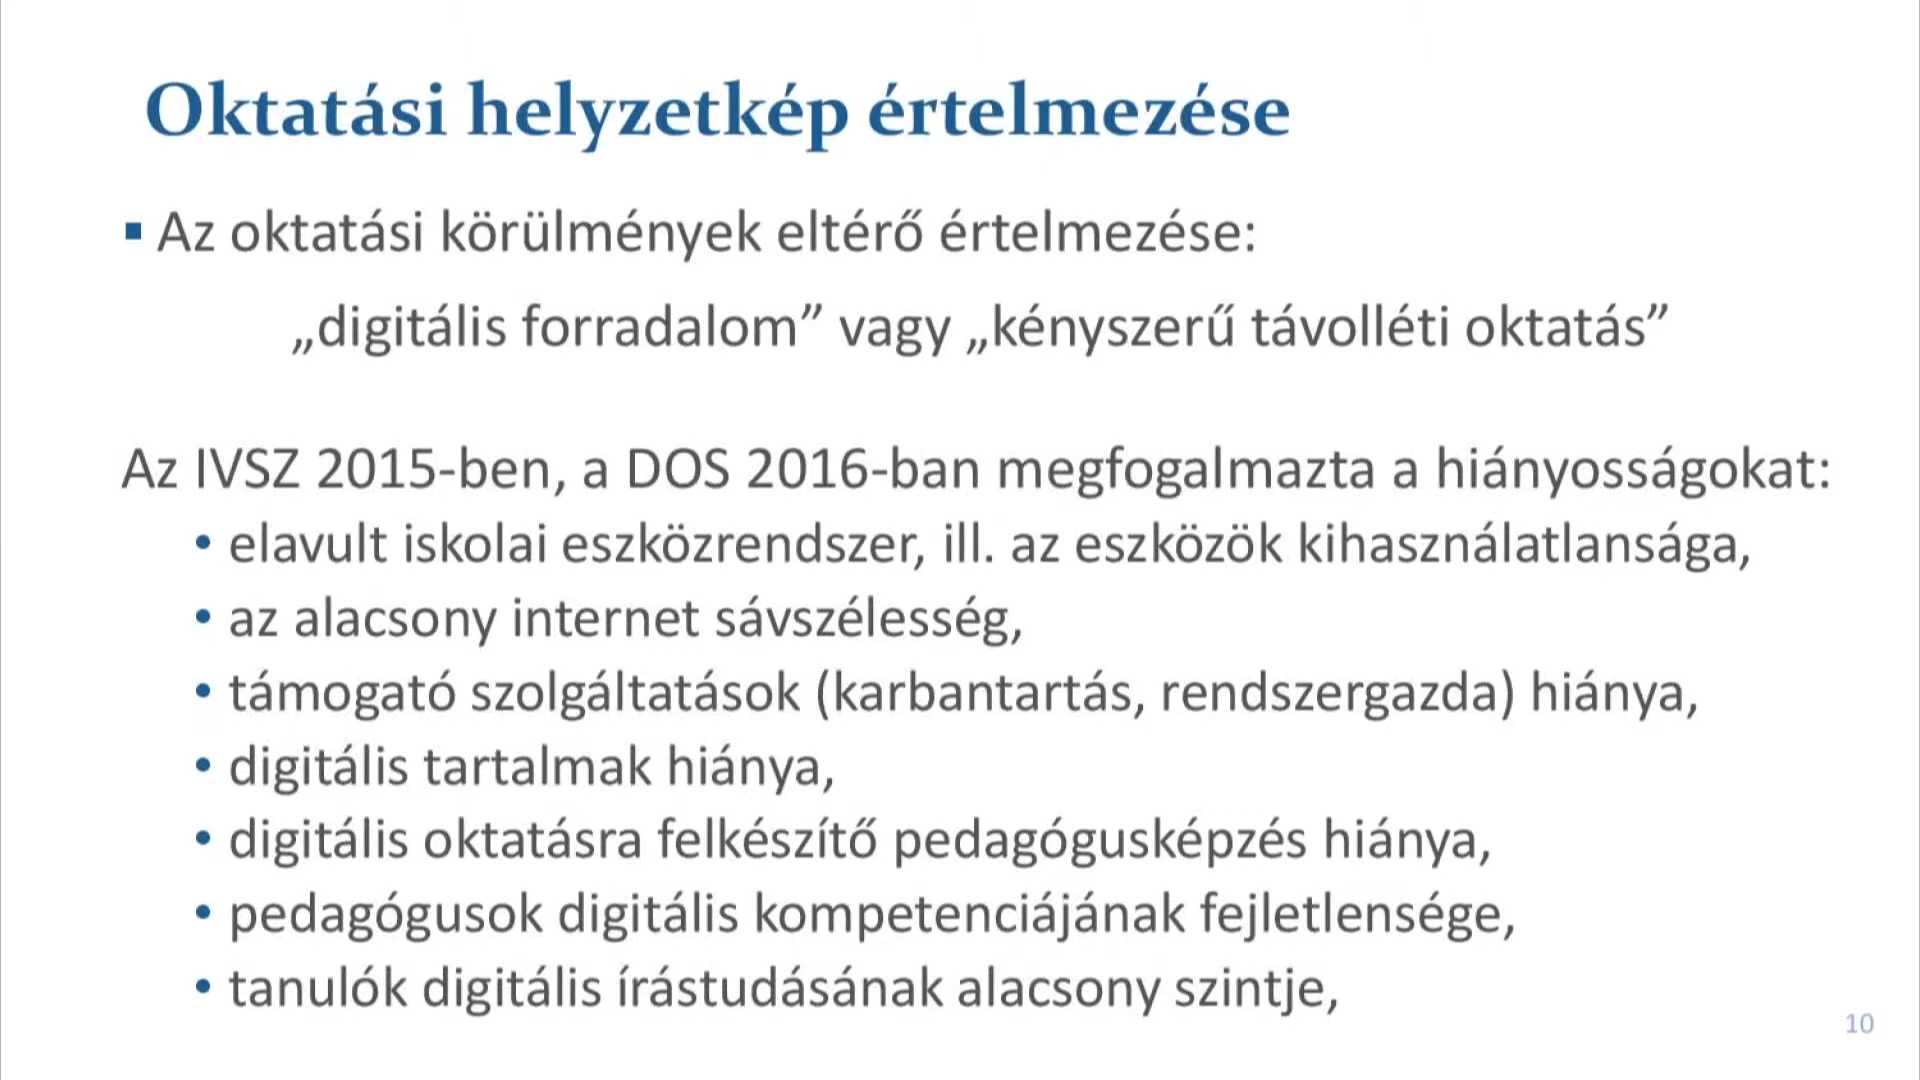 Oktatási helyzetkép értelmezése
▪ Az oktatási körülmények eltérő értelmezése:
„digitális forradalom” vagy „kényszerű távolléti oktatás”
Az IVSZ 2015-ben, a DOS 2016-ban megfogalmazta a hiányosságokat:
• elavult iskolai eszközrendszer, ill. az eszközök kihasználatlansága,
• az alacsony internet sávszélesség,
• támogató szolgáltatások (karbantartás, rendszergazda) hiánya,
• digitális tartalmak hiánya,
• digitális oktatásra felkészítő pedagógusképzés hiánya,
• pedagógusok digitális kompetenciájának fejletlensége,
• tanulók digitális írástudásának alacsony szintje,
10